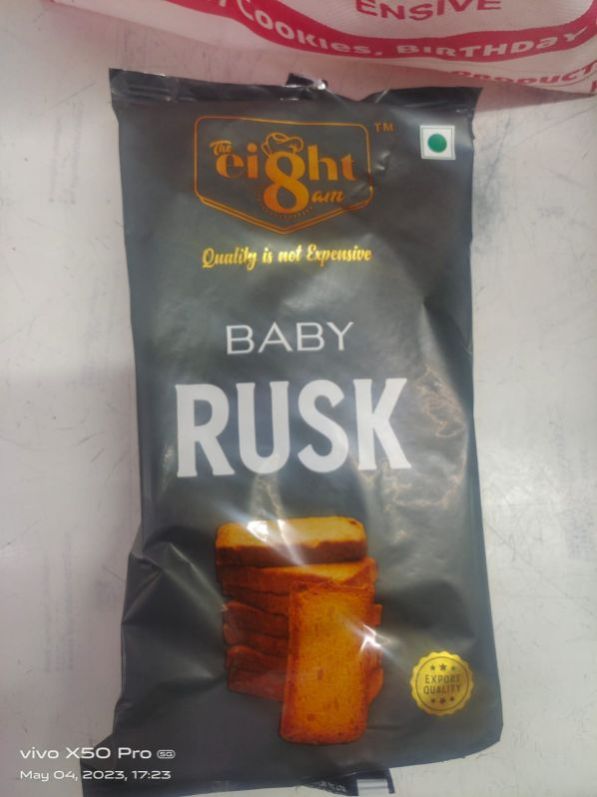 ENSIVE
COOKIES, BIRTHDAY
PRODUCT
The
eight
am
TM
Quality is not Expensive
BABY
RUSK
EXPORT
QUALITY
vivo X50 Pro 5G
May 04, 2023, 17:23